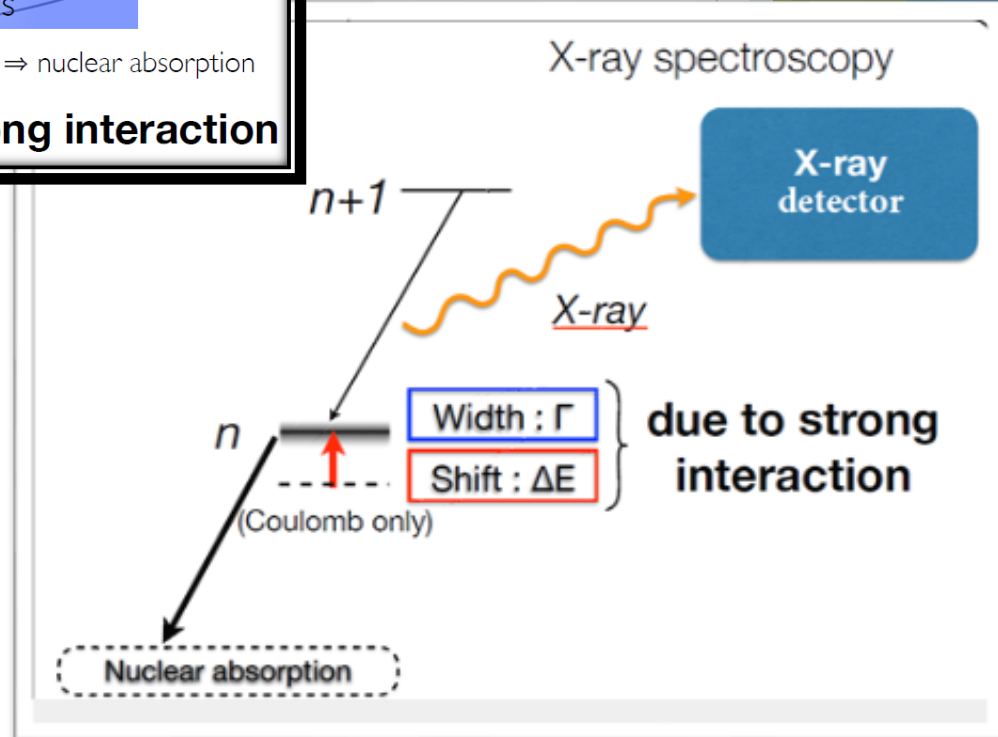 ⇒ nuclear absorption
ng interaction
X-ray spectroscopy
X-ray
detector
n+1
X-ray
n
Width : Γ
Shift : ΔE
due to strong
interaction
(Coulomb only)
Nuclear absorption